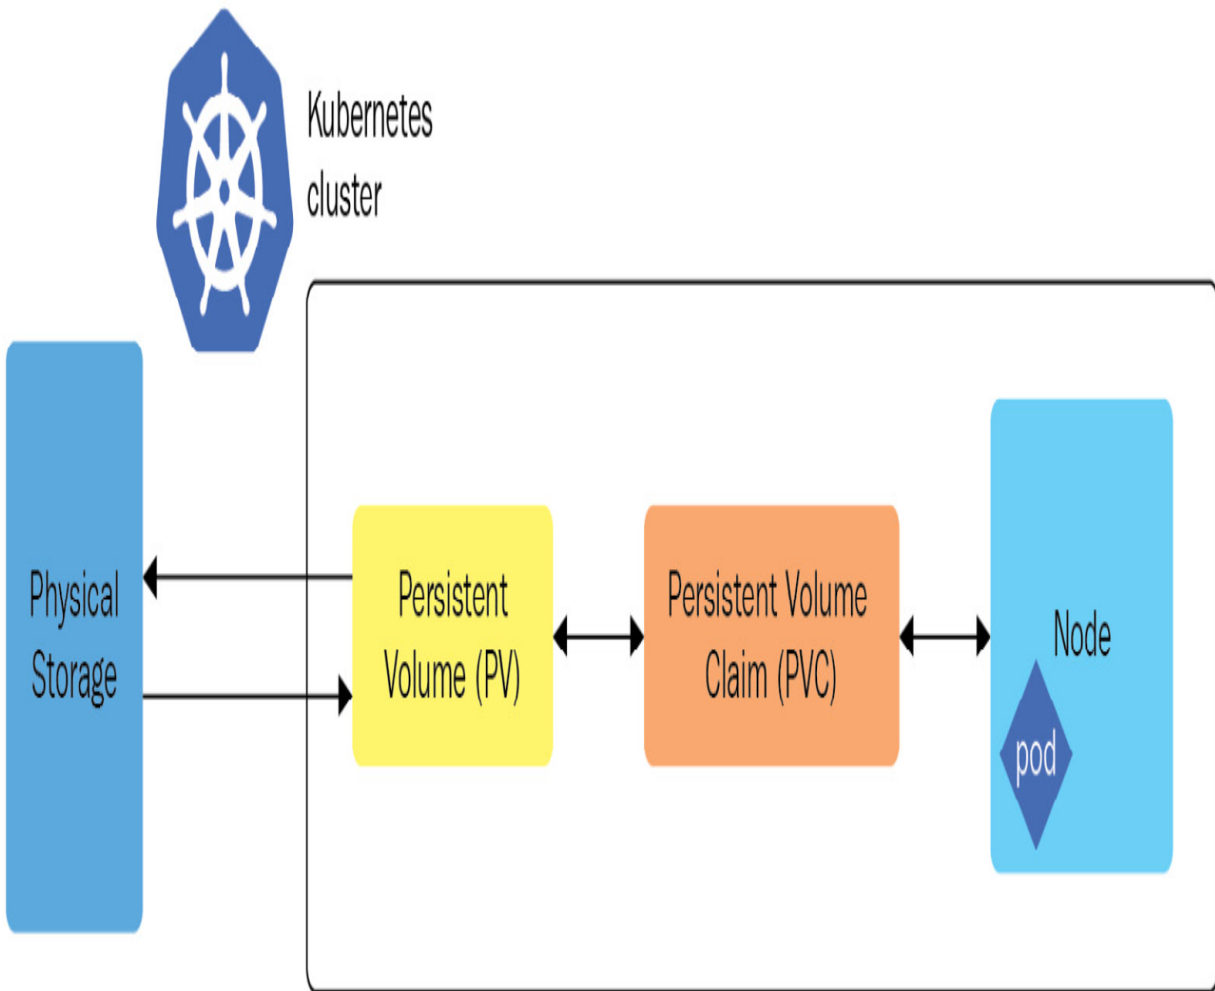 Kubernetes
cluster
Physical
Storage
Persistent
Volume (PV)
Persistent Volume
Claim (PVC)
Node
pod